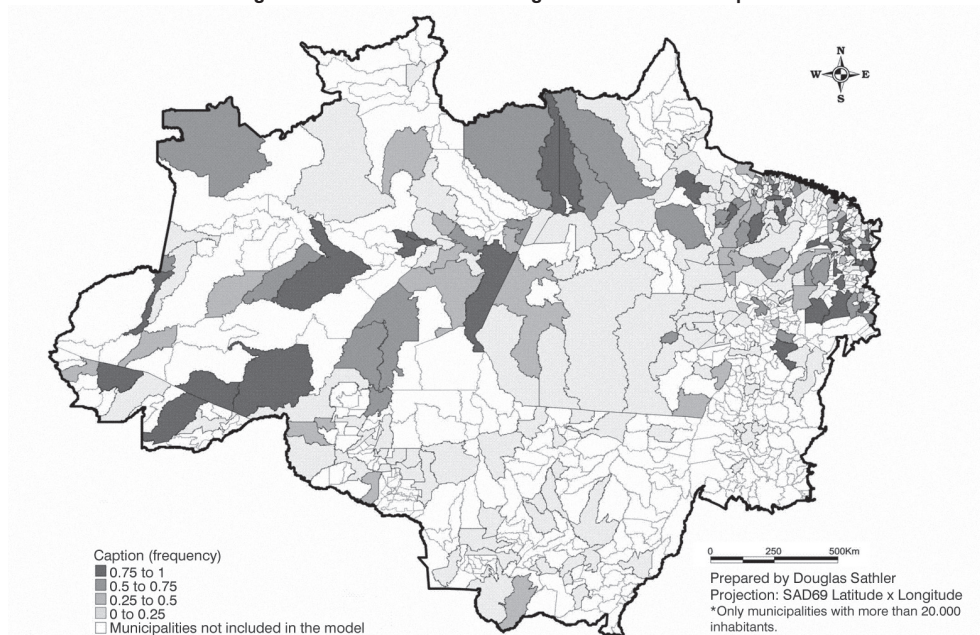 N
W E
S
Caption (frequency)
0.75 to 1
0.5 to 0.75
0.25 to 0.5
0 to 0.25
Municipalities not included in the model
0 250 500Km
Prepared by Douglas Sathler
Projection: SAD69 Latitude x Longitude
*Only municipalities with more than 20.000
inhabitants.